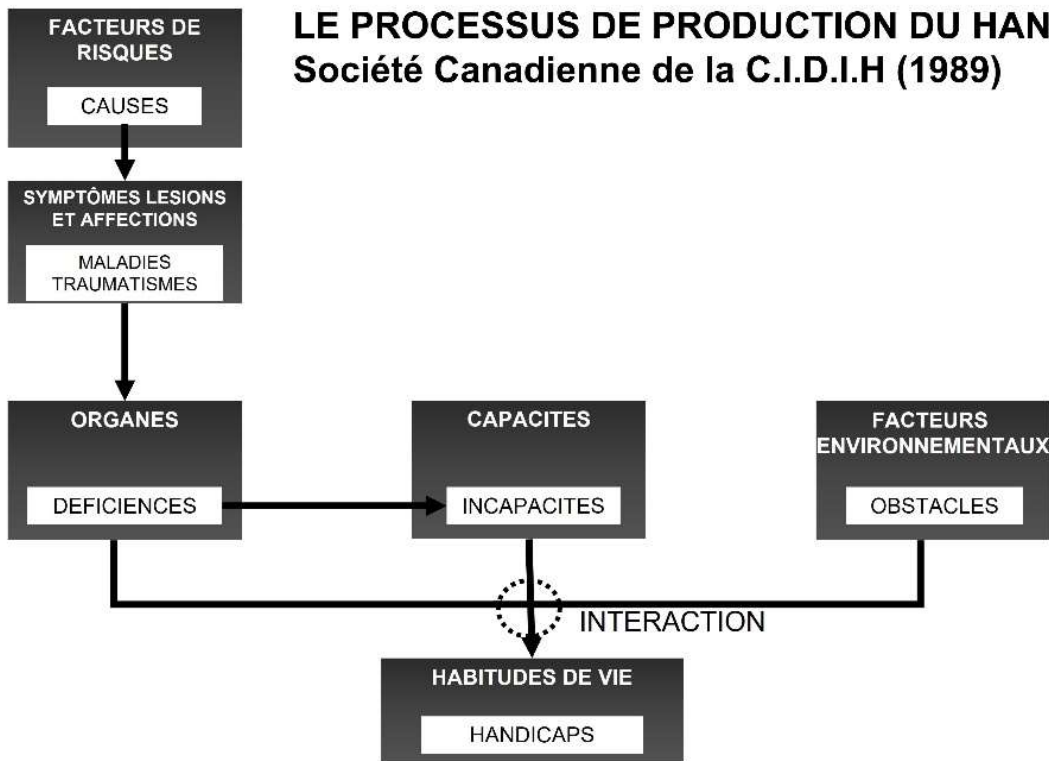 LE PROCESSUS DE PRODUCTION DU HAN
Société Canadienne de la C.I.D.I.H (1989)
FACTEURS DE
RISQUES
CAUSES
SYMPTÔMES LESIONS
ET AFFECTIONS
MALADIES
TRAUMATISMES
ORGANES
DEFICIENCES
CAPACITES
INCAPACITES
FACTEURS
ENVIRONNEMENTAUX
OBSTACLES
INTERACTION
HABITUDES DE VIE
HANDICAPS